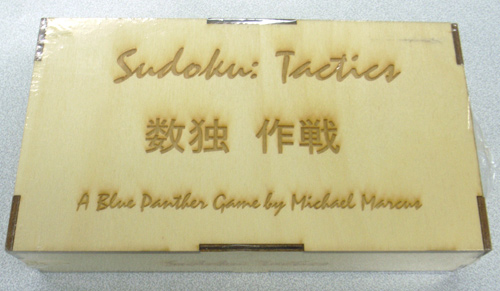 Sudoku: Tactics
数独 作戦
A Blue Panther Game by Michael Marcus